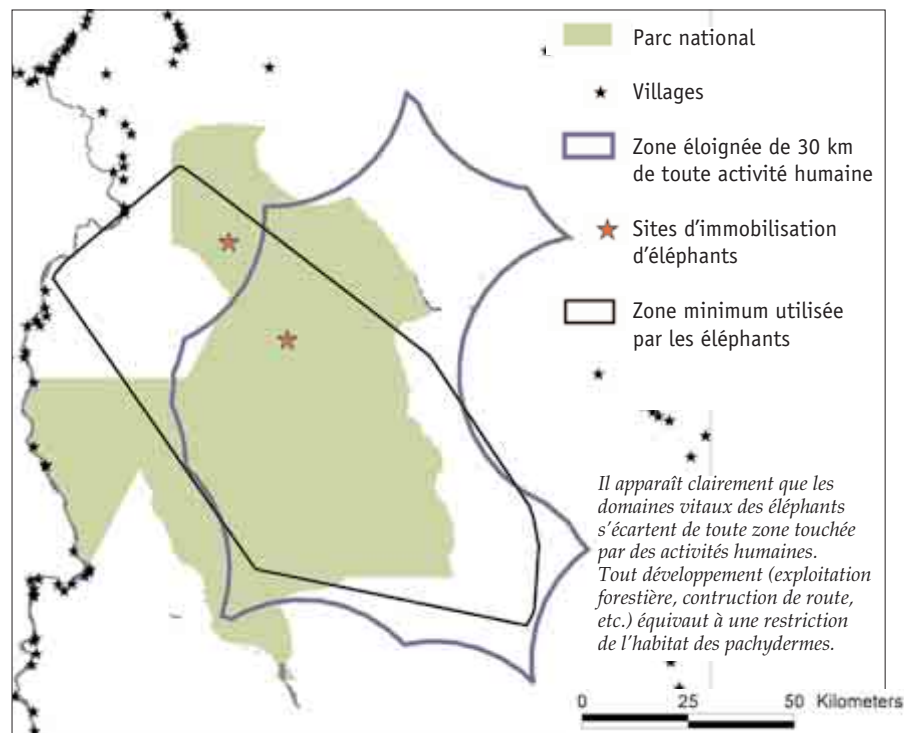 Parc national
Villages
Zone éloignée de 30 km
de toute activité humaine
Sites d'immobilisation
d'éléphants
Zone minimum utilisée
par les éléphants
Il apparaît clairement que les
domaines vitaux des éléphants
s'écartent de toute zone touchée
par des activités humaines.
Tout développement (exploitation
forestière, contruction de route,
etc.) équivaut à une restriction
de l'habitat des pachydermes.
0 25 50 Kilometers